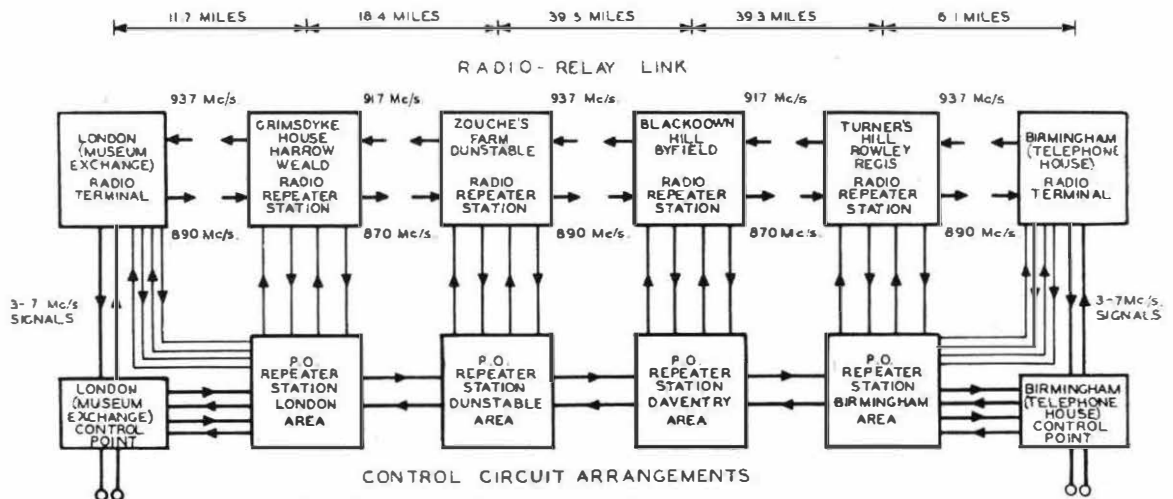 11.7 MILES
18.4 MILES
39.5 MILES
39.3 MILES
6.1 MILES
RADIO-RELAY LINK
937 Mc/s.
917 Mc/s.
937 Mc/s.
917 Mc/s.
937 Mc/s.
LONDON
(MUSEUM
EXCHANGE)
RADIO
TERMINAL
GRIMSDYKE
HOUSE
HARROW
WEALD
RADIO
REPEATER
STATION
ZOUCHE'S
FARM
DUNSTABLE
RADIO
REPEATER
STATION
BLACKDOWN
HILL
BYFIELD
RADIO
REPEATER
STATION
TURNER'S
HILL
ROWLEY
REGIS
RADIO
REPEATER
STATION
BIRMINGHAM
(TELEPHONE
HOUSE)
RADIO
TERMINAL
890 Mc/s.
870 Mc/s.
890 Mc/s.
870 Mc/s.
890 Mc/s.
3-7 Mc/s
SIGNALS
3-7Mc/s.
SIGNALS
LONDON
(MUSEUM
EXCHANGE)
CONTROL
POINT
P.O.
REPEATER
STATION
LONDON
AREA
P.O.
REPEATER
STATION
DUNSTABLE
AREA
P.O.
REPEATER
STATION
DAVENTRY
AREA
P.O.
REPEATER
STATION
BIRMINGHAM
AREA
BIRMINGHAM
(TELEPHONE
HOUSE)
CONTROL
POINT
CONTROL CIRCUIT ARRANGEMENTS